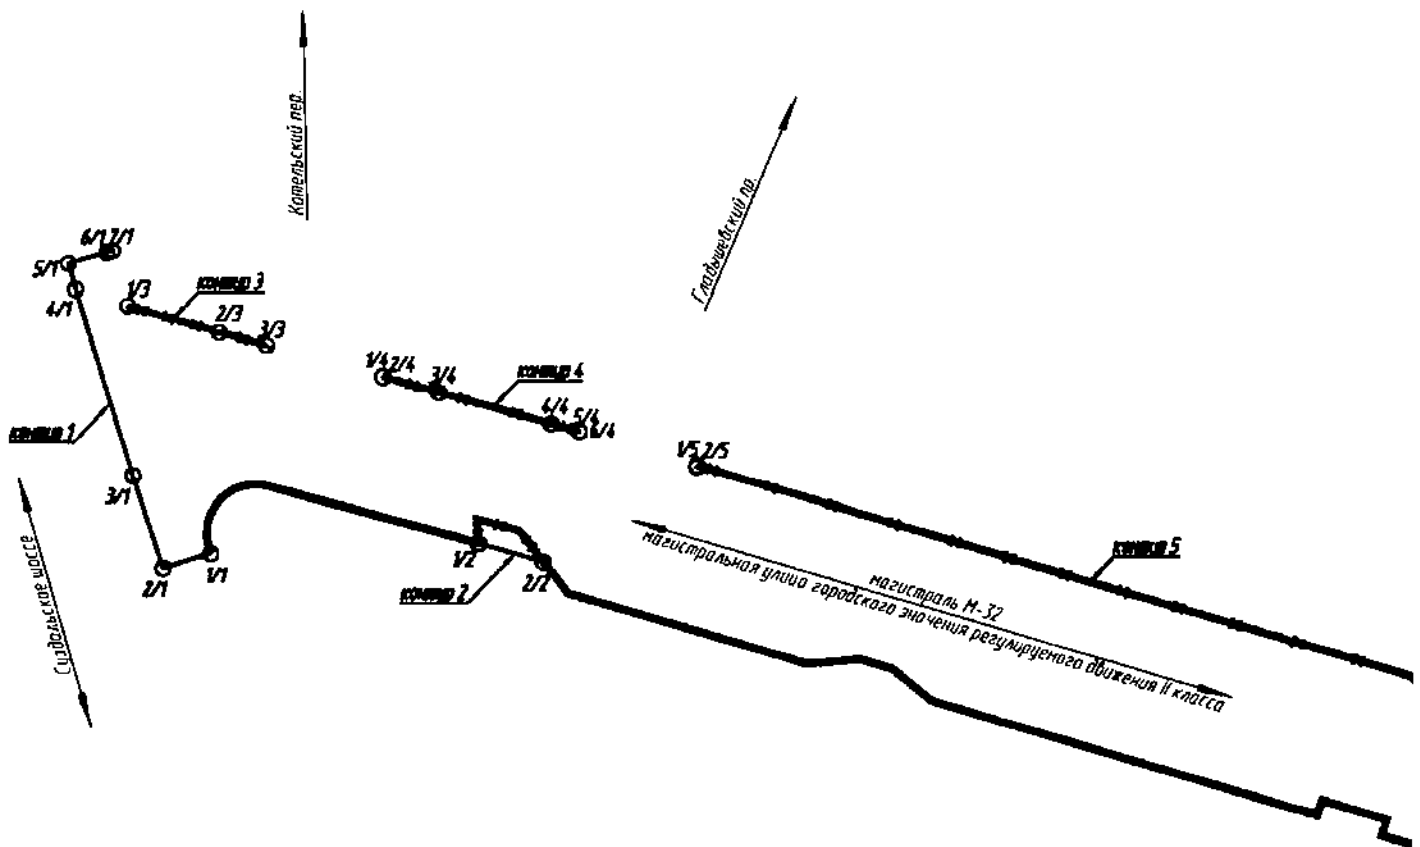 Котельский пер.
Гладышевский пр.
6/1 7/1
5/1
4/1
1/3
контур 3
2/3
3/3
1/4 2/4
3/4
контур 4
4/4
5/4
6/4
контур 1
3/1
1/5 2/5
Суздальское шоссе
2/1
1/1
1/2
2/2
контур 2
контур 5
магистраль М-32
магистральная улица городского значения регулируемого движения II класса